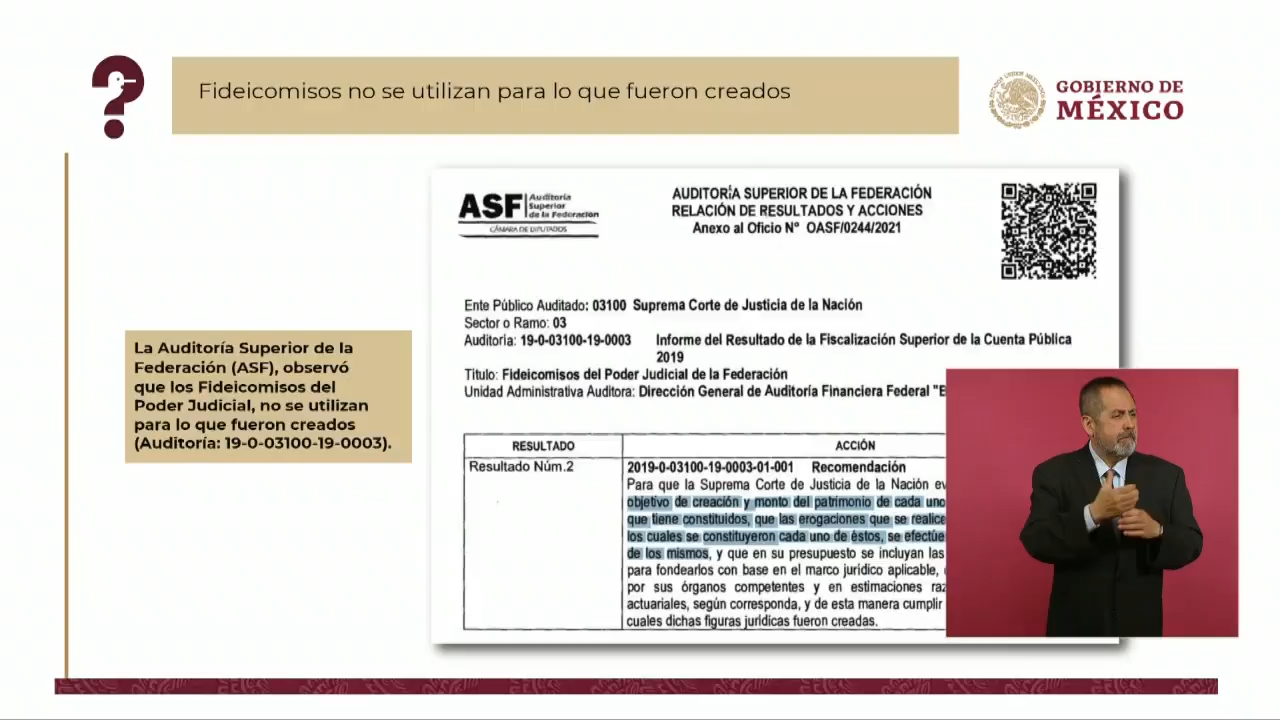 Fideicomisos no se utilizan para lo que fueron creados
GOBIERNO DE
MÉXICO
ASF Auditoría
Superior
de la Federación
CÁMARA DE DIPUTADOS
AUDITORÍA SUPERIOR DE LA FEDERACIÓN
RELACIÓN DE RESULTADOS Y ACCIONES
Anexo al Oficio N° OASF/0244/2021
Ente Público Auditado: 03100 Suprema Corte de Justicia de la Nación
Sector o Ramo: 03
Auditoría: 19-0-03100-19-0003 Informe del Resultado de la Fiscalización Superior de la Cuenta Pública
2019
Título: Fideicomisos del Poder Judicial de la Federación
Unidad Administrativa Auditora: Dirección General de Auditoría Financiera Federal "
La Auditoría Superior de la
Federación (ASF), observó
que los Fideicomisos del
Poder Judicial, no se utilizan
para lo que fueron creados
(Auditoría: 19-0-03100-19-0003).
RESULTADO ACCIÓN
Resultado Núm.2 2019-0-03100-19-0003-01-001 Recomendación
Para que la Suprema Corte de Justicia de la Nación
objetivo de creación y monto del patrimonio de cada uno
que tiene constituidos, que las erogaciones que se
los cuales se constituyeron cada uno de éstos, se
de los mismos, y que en su presupuesto se incluyan las
para fondearlos con base en el marco jurídico aplicable,
por sus órganos competentes y en estimaciones
actuariales, según corresponda, y de esta manera cumplir
cuales dichas figuras jurídicas fueron creadas.